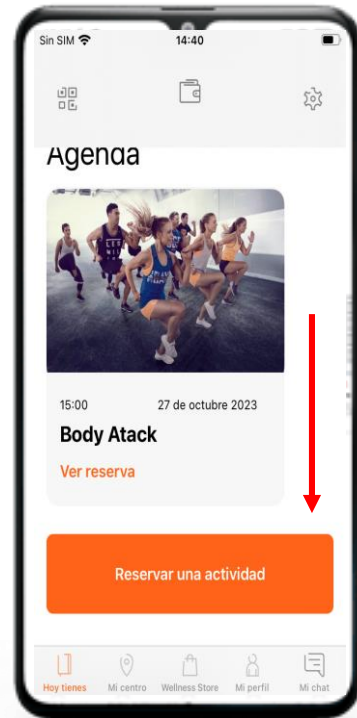 Sin SIM 14:40
Agenda
15:00 27 de octubre 2023
Body Atack
Ver reserva
Reservar una actividad
Hoy tienes Mi centro Wellness Store Mi perfil Mi chat